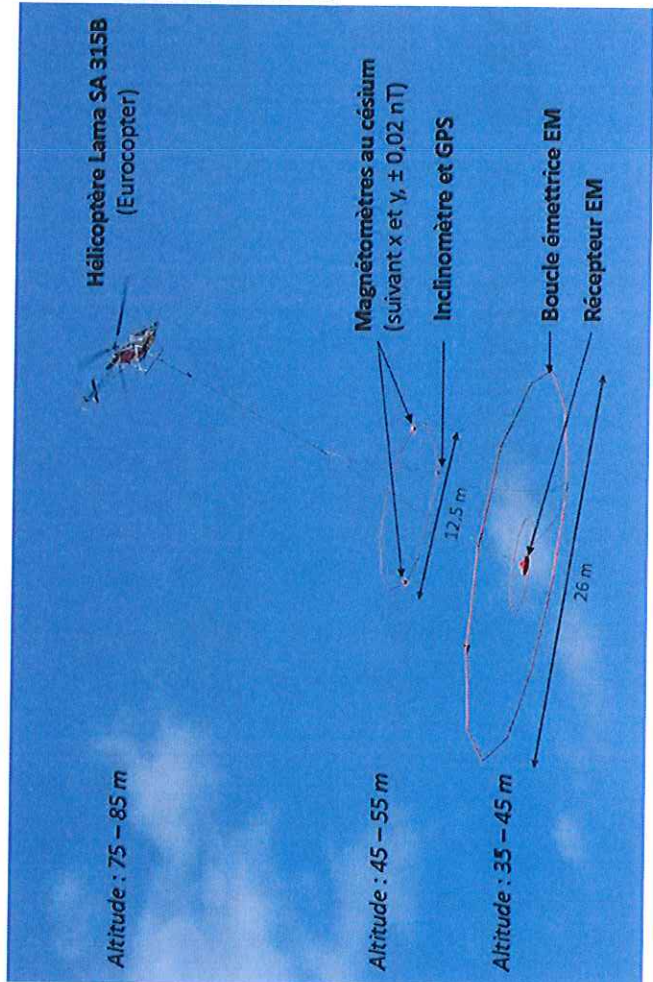 Hélicoptère Lama SA 315B
(Eurocopter)
Altitude : 75 – 85 m
Magnétomètres au césium
(suivant x et y, ± 0,02 nT)
Inclinomètre et GPS
12,5 m
Altitude : 45 – 55 m
Boucle émettrice EM
Récepteur EM
26 m
Altitude : 35 – 45 m